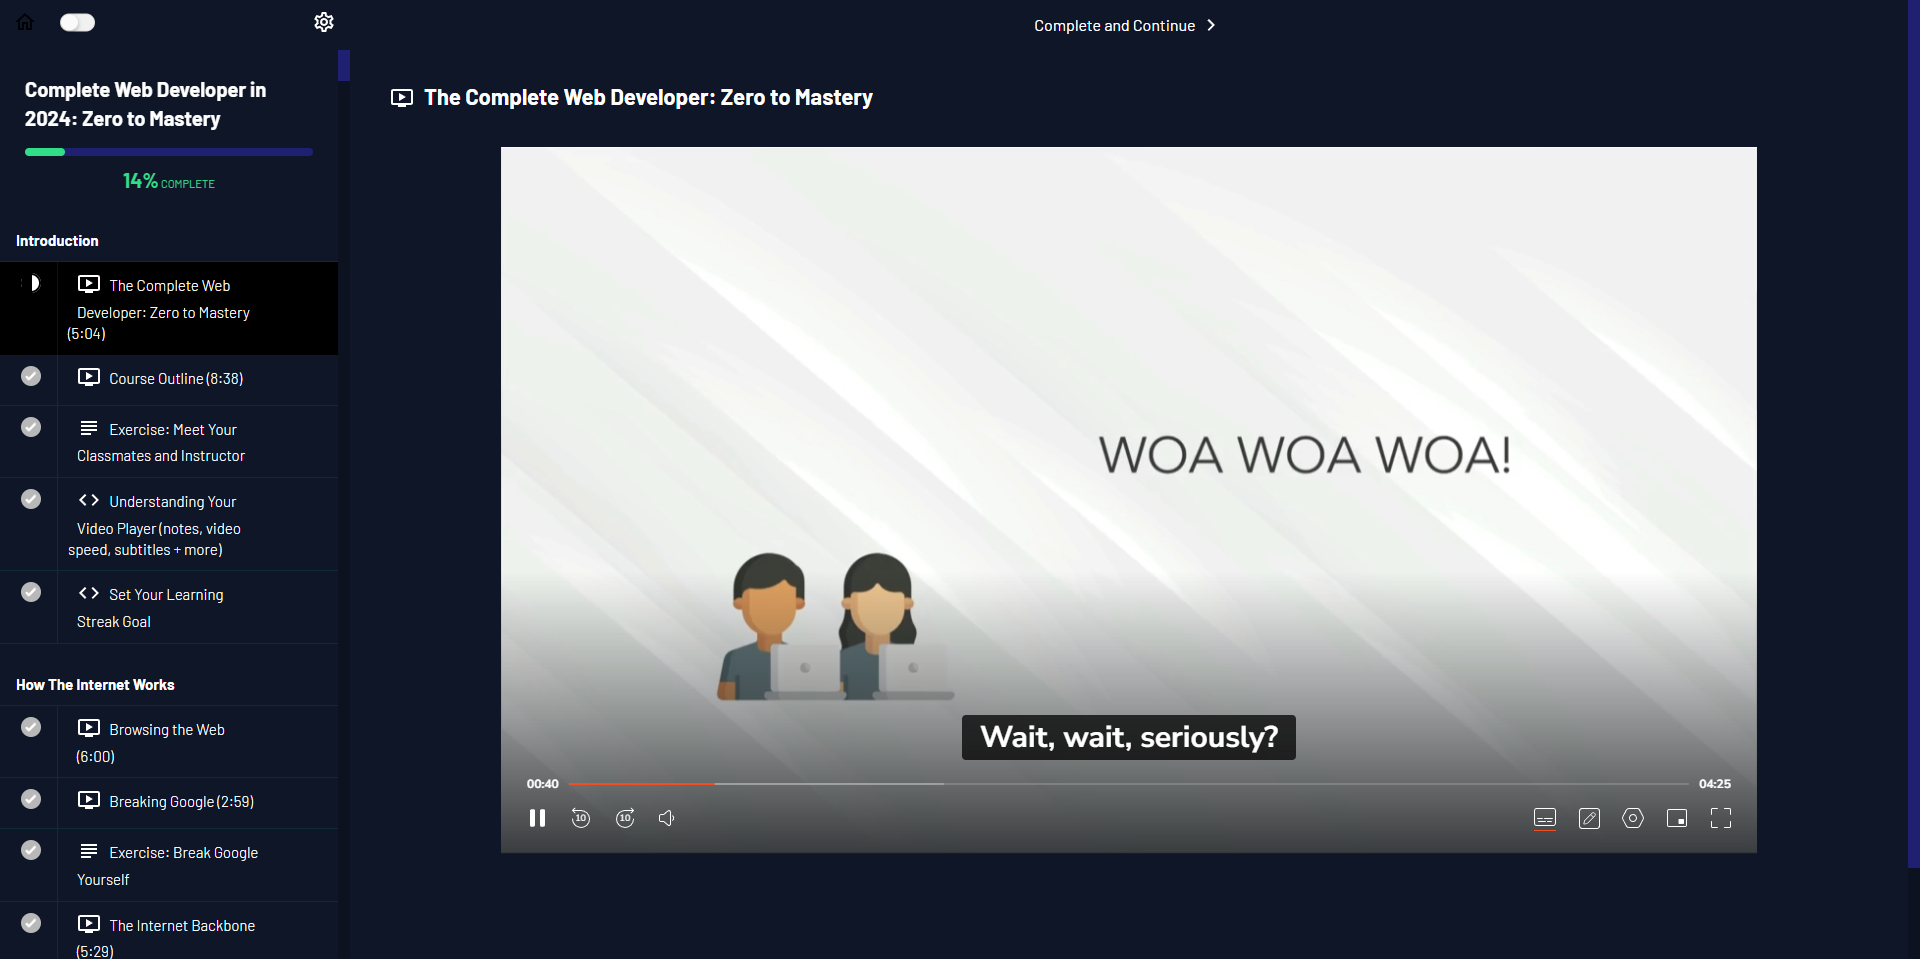 Complete and Continue
Complete Web Developer in
2024: Zero to Mastery
14% COMPLETE
Introduction
The Complete Web
Developer: Zero to Mastery
(5:04)
Course Outline (8:38)
Exercise: Meet Your
Classmates and Instructor
Understanding Your
Video Player (notes, video
speed, subtitles + more)
Set Your Learning
Streak Goal
How The Internet Works
Browsing the Web
(6:00)
Breaking Google (2:59)
Exercise: Break Google
Yourself
The Internet Backbone
(5:29)
The Complete Web Developer: Zero to Mastery
WOA WOA WOA!
Wait, wait, seriously?
00:40
04:25
10
10